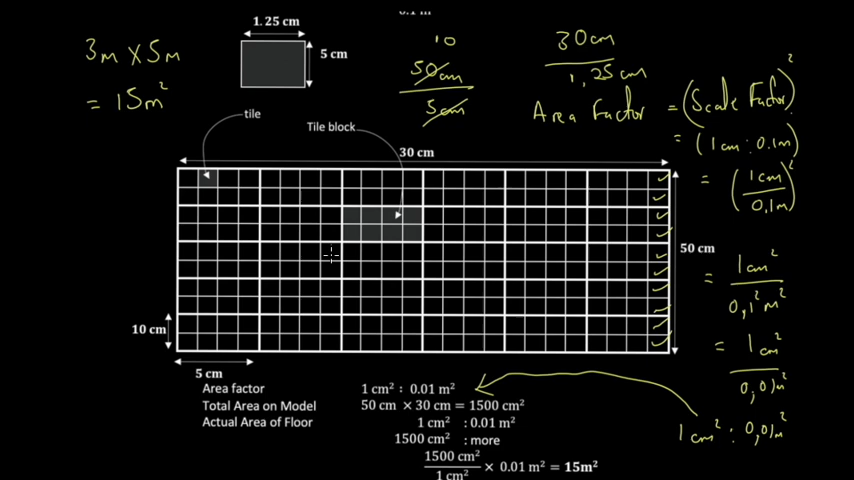 0.1 m
1.25 cm
5 cm
3m × 5m
= 15m²
10
50cm
5cm
30cm
1,25cm
Area Factor = (Scale Factor)²
= (1cm : 0.1m)
= (1cm / 0,1m)²
= 1cm² / 0,1² m²
= 1cm² / 0,01m²
1cm² : 0,01m²
tile
Tile block
30 cm
50 cm
10 cm
5 cm
Area factor 1 cm² : 0.01 m²
Total Area on Model 50 cm × 30 cm = 1500 cm²
Actual Area of Floor 1 cm² : 0.01 m²
1500 cm² : more
1500 cm² / 1 cm² × 0.01 m² = 15m²